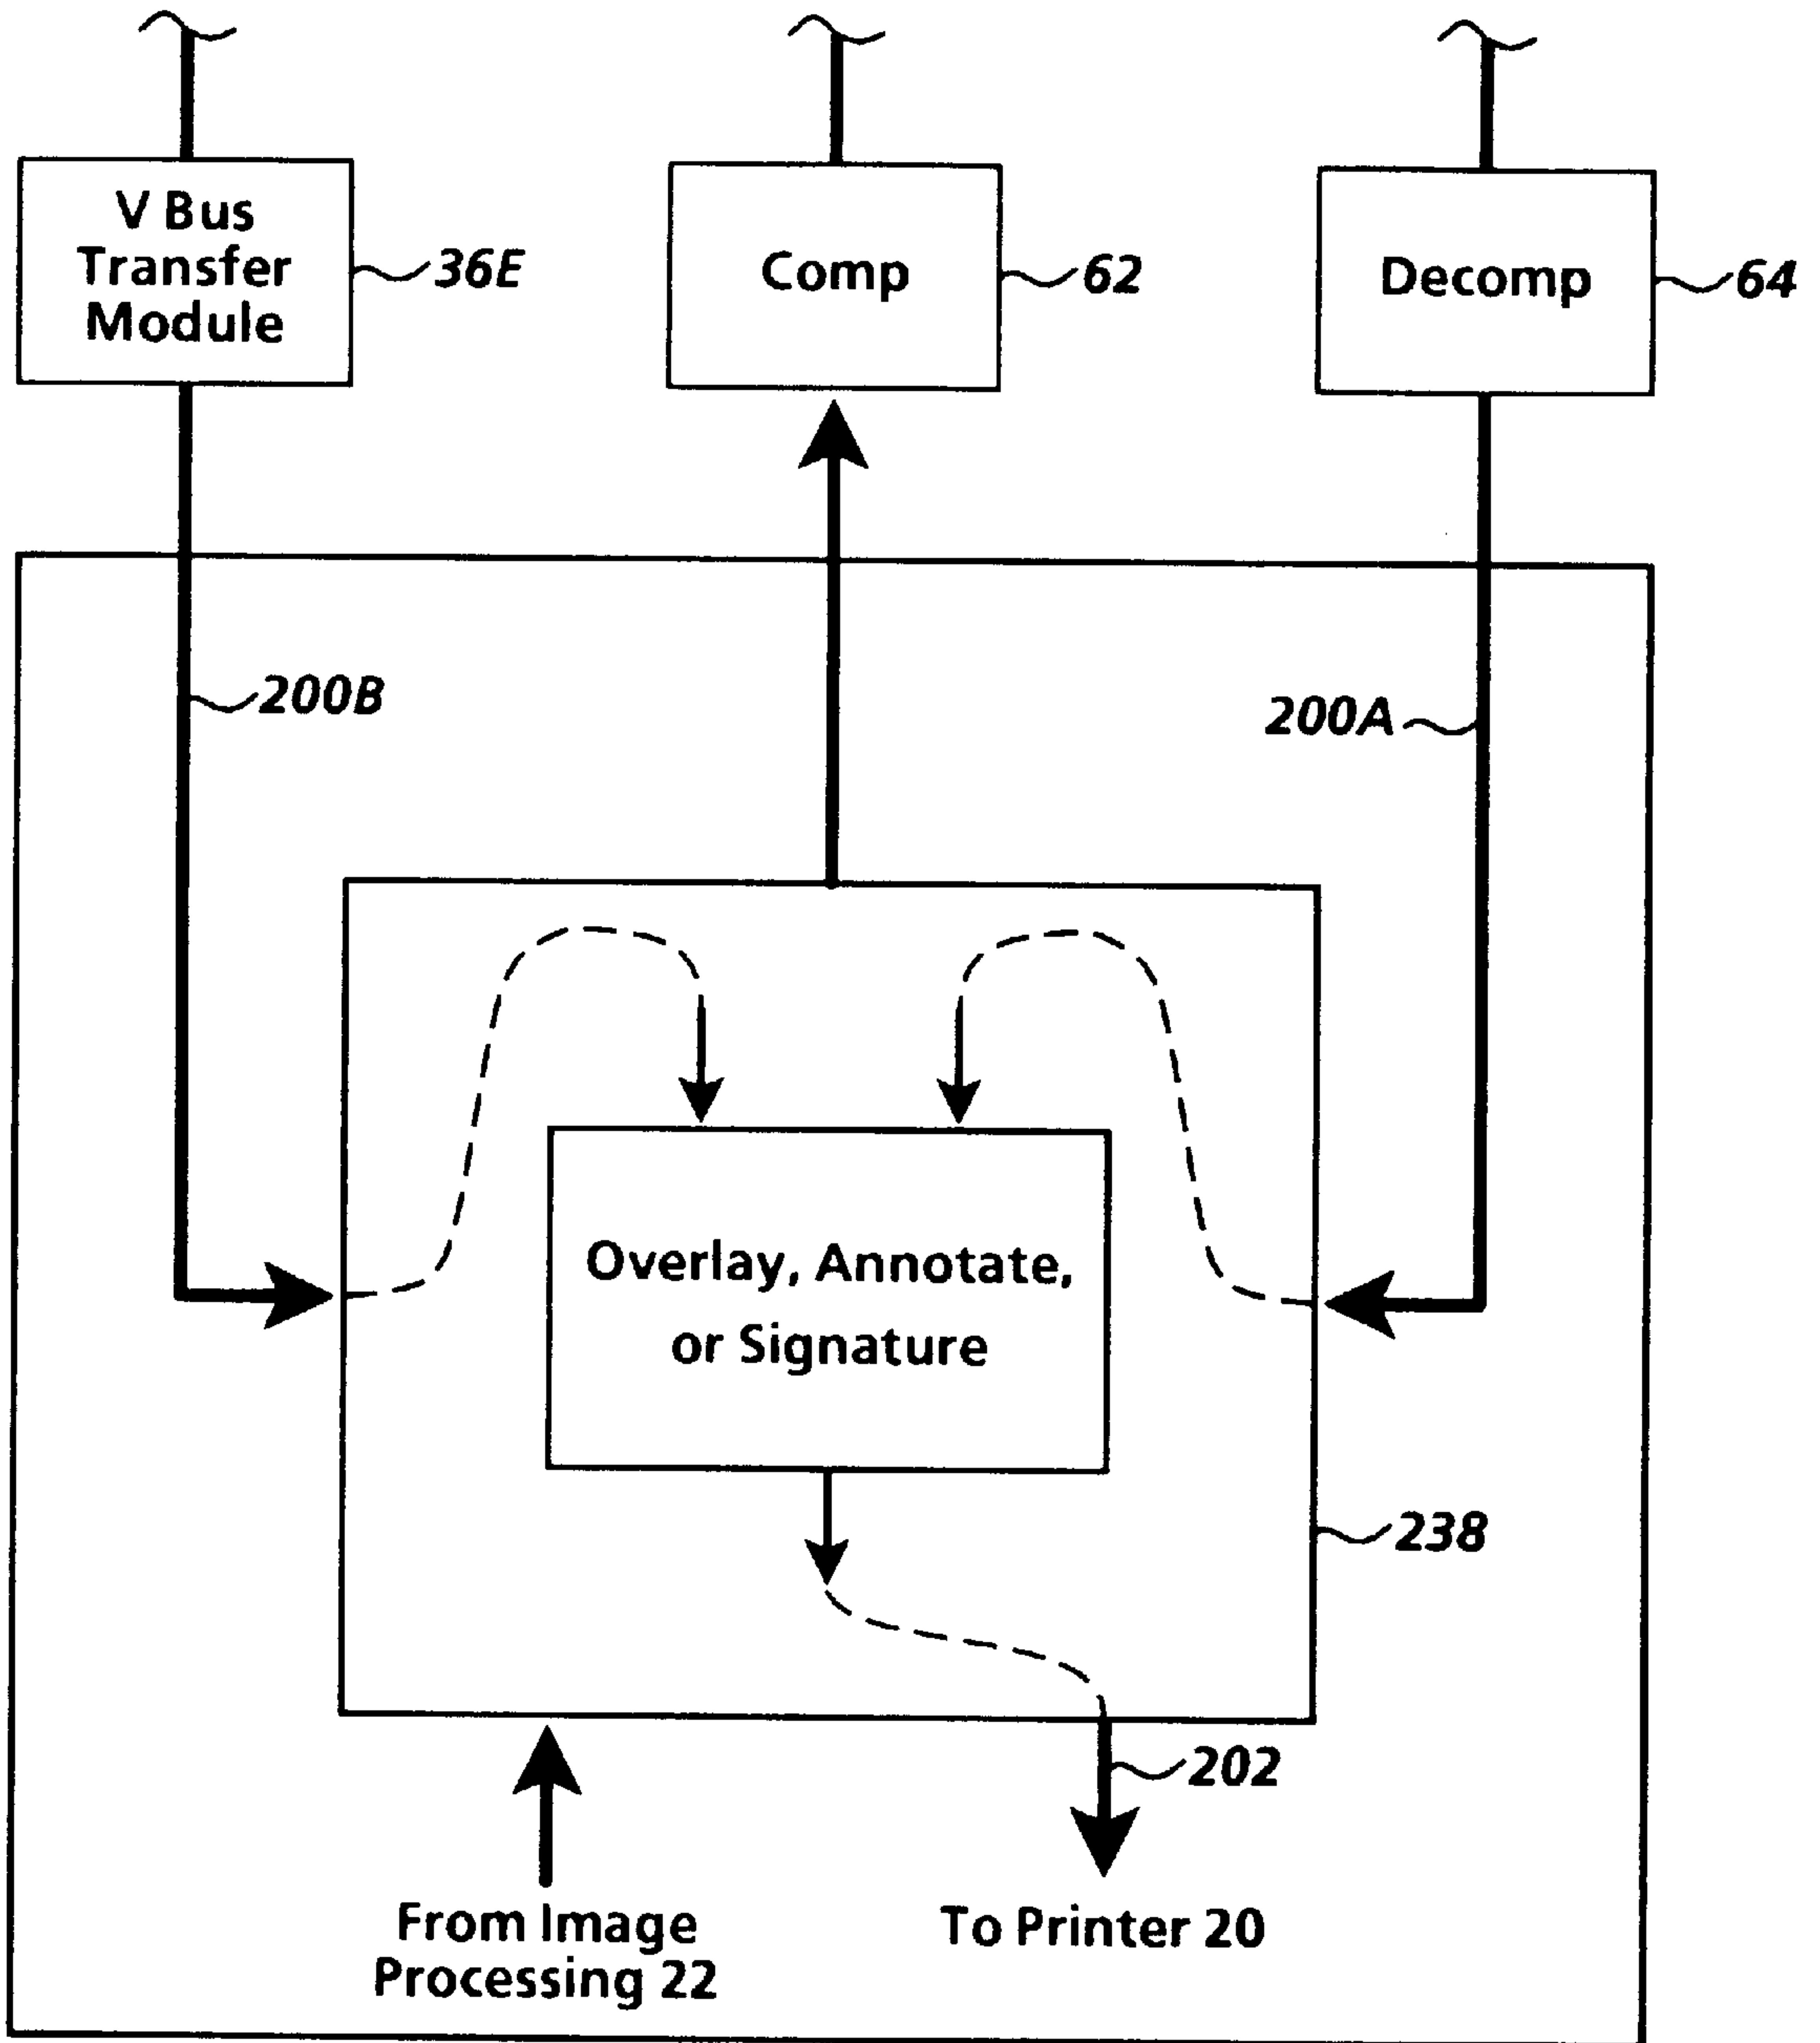 V Bus
Transfer
Module
36E
Comp
62
Decomp
64
200B
200A
Overlay, Annotate,
or Signature
238
202
From Image
Processing 22
To Printer 20